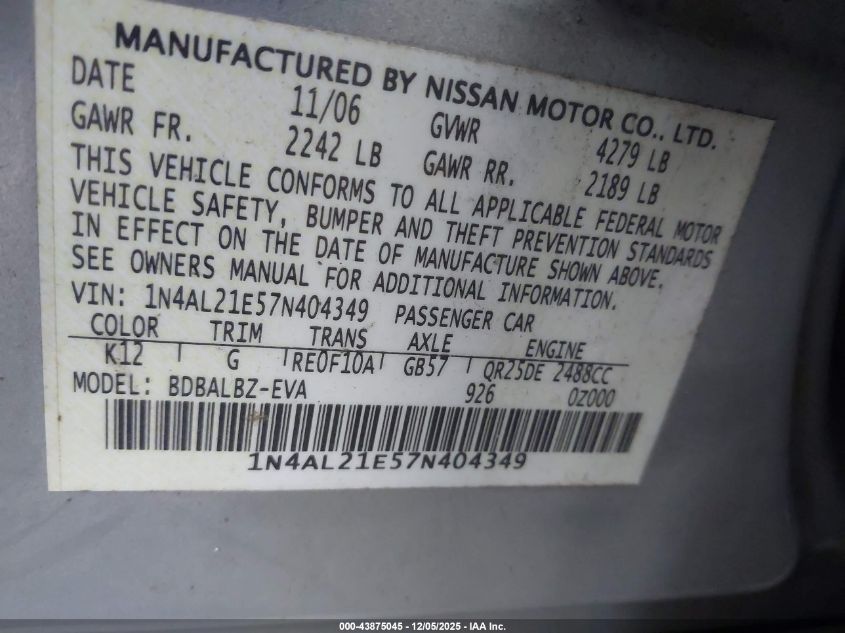 MANUFACTURED BY NISSAN MOTOR CO., LTD.
DATE 11/06 GVWR 4279 LB
GAWR FR. 2242 LB GAWR RR. 2189 LB
THIS VEHICLE CONFORMS TO ALL APPLICABLE FEDERAL MOTOR
VEHICLE SAFETY, BUMPER AND THEFT PREVENTION STANDARDS
IN EFFECT ON THE DATE OF MANUFACTURE SHOWN ABOVE.
SEE OWNERS MANUAL FOR ADDITIONAL INFORMATION.
VIN: 1N4AL21E57N404349 PASSENGER CAR
COLOR TRIM TRANS AXLE ENGINE
K12 G RE0F10A GB57 QR25DE 2488CC
MODEL: BDBALBZ-EVA 926 0Z000
1N4AL21E57N404349
000-43875045 - 12/05/2025 - IAA Inc.